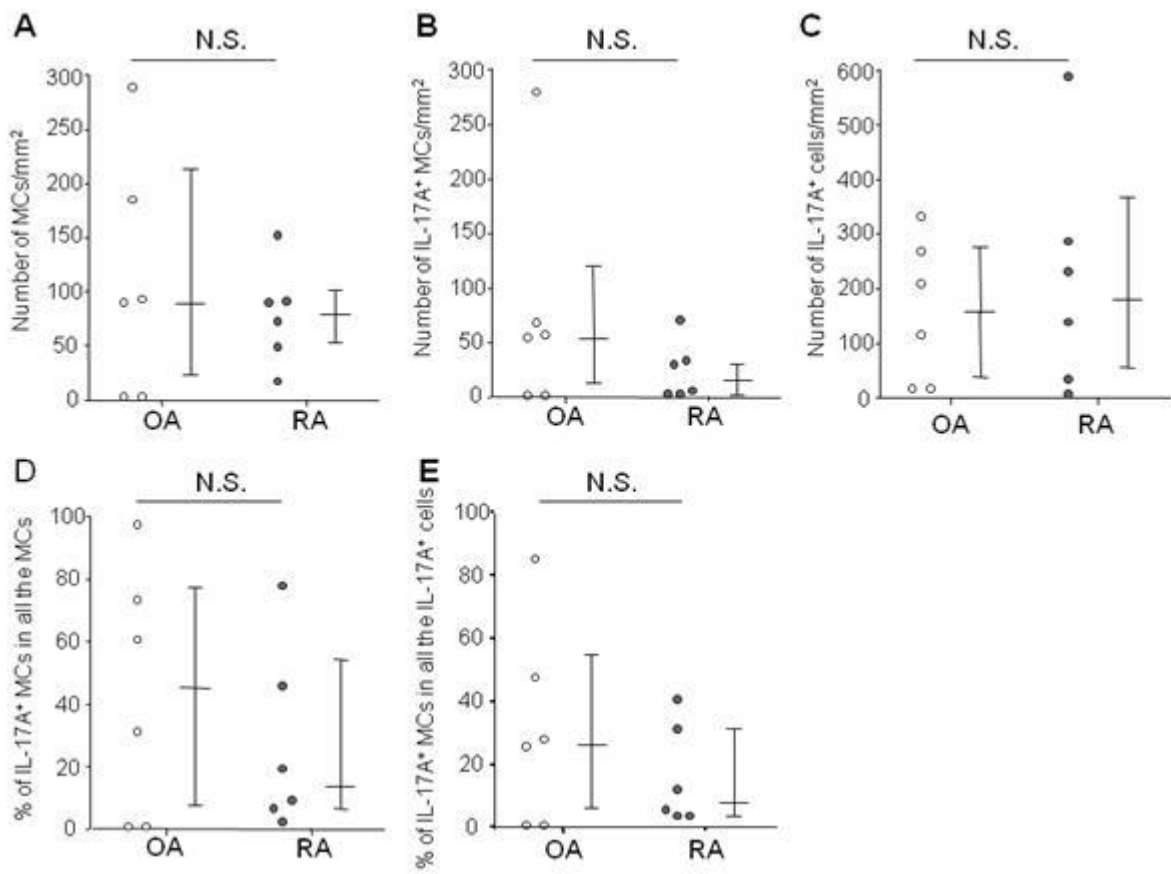 A
N.S.
Number of MCs/mm²
300
250
200
150
100
50
0
OA
RA
B
N.S.
Number of IL-17A⁺ MCs/mm²
300
250
200
150
100
50
0
OA
RA
C
N.S.
Number of IL-17A⁺ cells/mm²
600
500
400
300
200
100
0
OA
RA
D
N.S.
% of IL-17A⁺ MCs in all the MCs
100
80
60
40
20
0
OA
RA
E
N.S.
% of IL-17A⁺ MCs in all the IL-17A⁺ cells
100
80
60
40
20
0
OA
RA